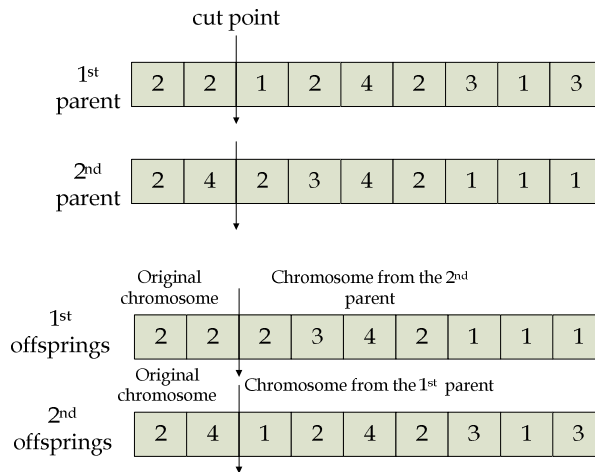 cut point
1st
parent
2 2 1 2 4 2 3 1 3
2nd
parent
2 4 2 3 4 2 1 1 1
Original
chromosome
Chromosome from the 2nd
parent
1st
offsprings
2 2 2 3 4 2 1 1 1
Original
chromosome
Chromosome from the 1st parent
2nd
offsprings
2 4 1 2 4 2 3 1 3